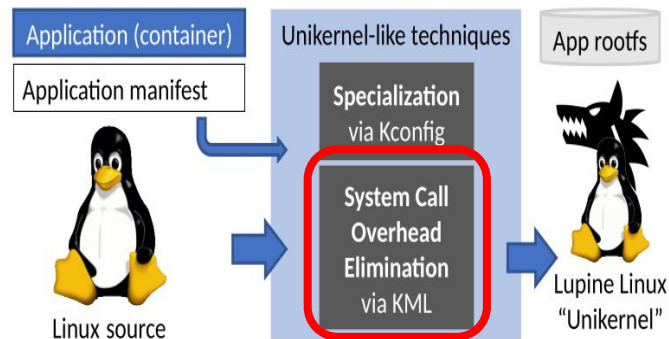 Application (container)
Application manifest
Linux source
Unikernel-like techniques
Specialization
via Kconfig
System Call
Overhead
Elimination
via KML
App rootfs
Lupine Linux
“Unikernel”